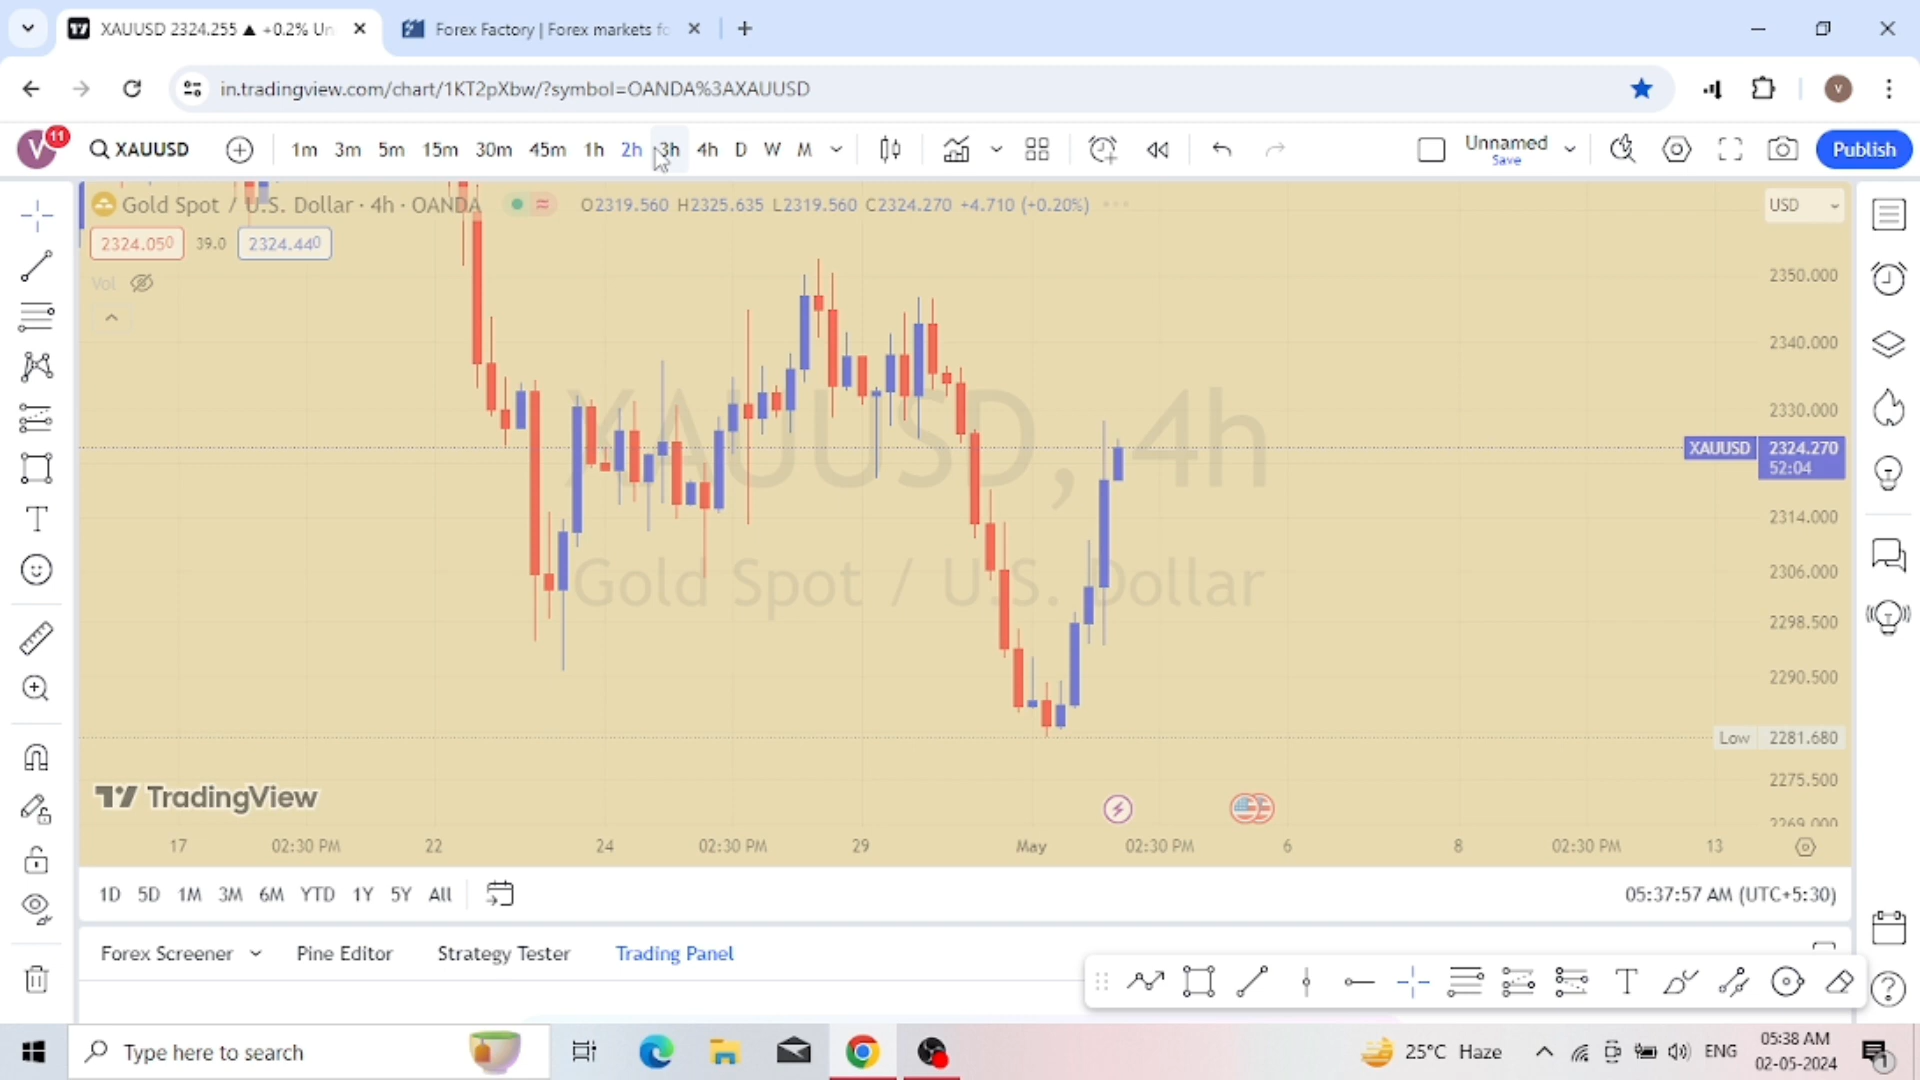 XAUUSD 2324.255 ▲ +0.2% Un
Forex Factory | Forex markets fo
in.tradingview.com/chart/1KT2pXbw/?symbol=OANDA%3AXAUUSD
V
V 11 XAUUSD 1m 3m 5m 15m 30m 45m 1h 2h 3h 4h D W M Unnamed Save Publish
Gold Spot / U.S. Dollar · 4h · OANDA O2319.560 H2325.635 L2319.560 C2324.270 +4.710 (+0.20%) USD
2324.050 39.0 2324.440
Vol
XAUUSD, 4h
Gold Spot / U.S. Dollar
2350.000
2340.000
2330.000
XAUUSD 2324.270
52:04
2314.000
2306.000
2298.500
2290.500
Low 2281.680
2275.500
2269.000
TradingView
17 02:30 PM 22 24 02:30 PM 29 May 02:30 PM 6 8 02:30 PM 13
1D 5D 1M 3M 6M YTD 1Y 5Y All 05:37:57 AM (UTC+5:30)
Forex Screener Pine Editor Strategy Tester Trading Panel
Type here to search 25°C Haze ENG 05:38 AM
02-05-2024 1